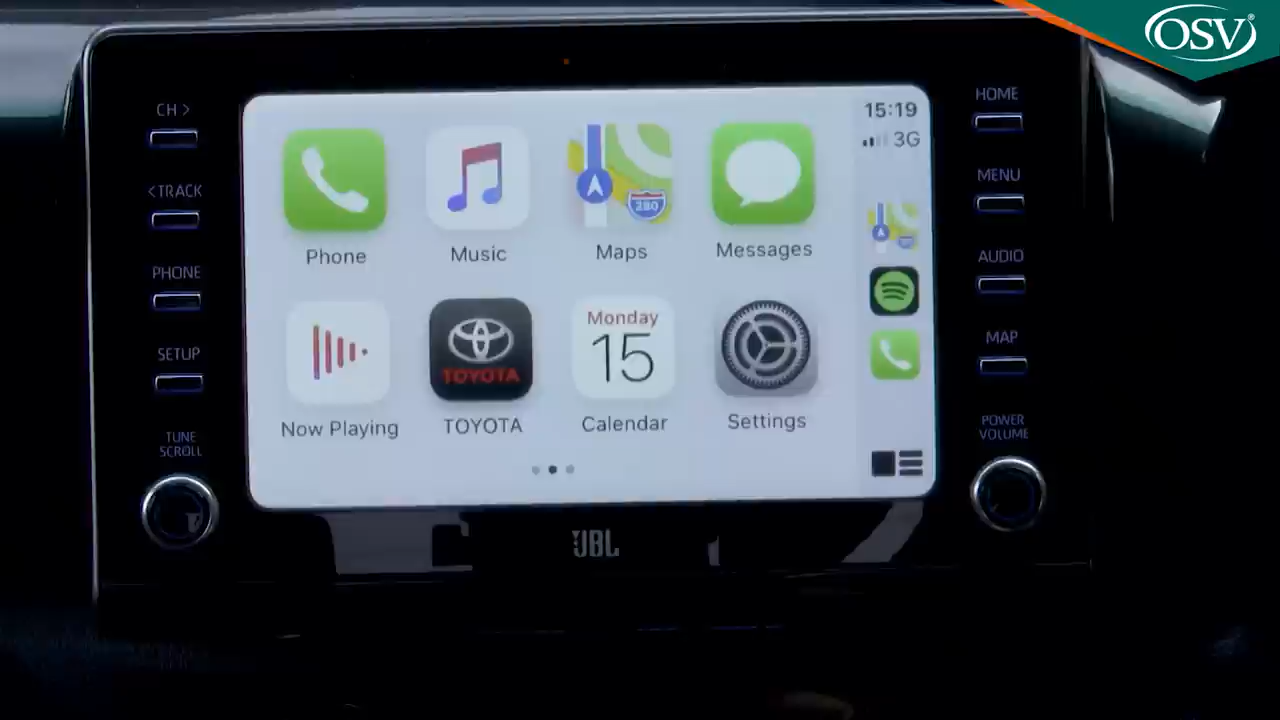 OSV®
CH >
<TRACK
PHONE
SETUP
TUNE
SCROLL
15:19
3G
Phone
Music
280
Maps
Messages
Now Playing
TOYOTA
TOYOTA
Monday
15
Calendar
Settings
HOME
MENU
AUDIO
MAP
POWER
VOLUME
JBL